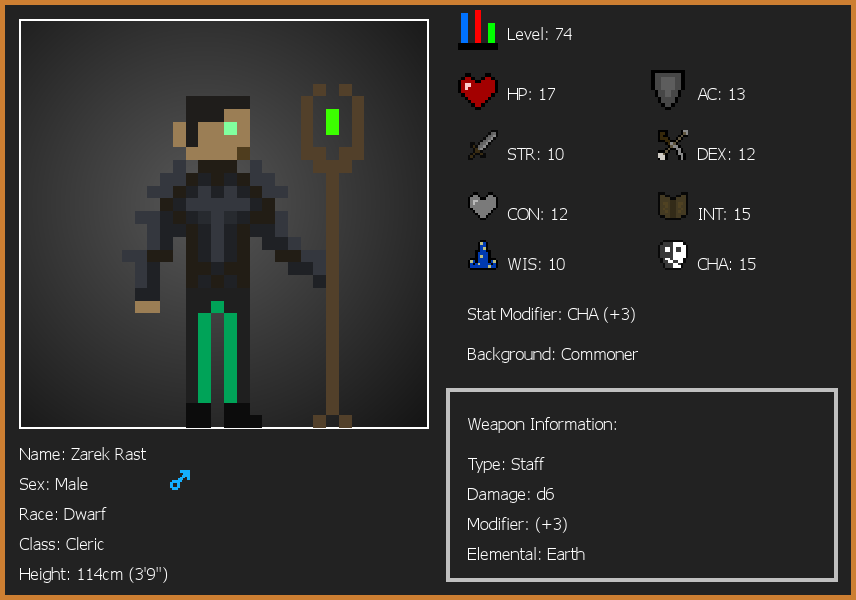 Level: 74
HP: 17
AC: 13
STR: 10
DEX: 12
CON: 12
INT: 15
WIS: 10
CHA: 15
Stat Modifier: CHA (+3)
Background: Commoner
Weapon Information:
Type: Staff
Damage: d6
Modifier: (+3)
Elemental: Earth
Name: Zarek Rast
Sex: Male
Race: Dwarf
Class: Cleric
Height: 114cm (3'9")